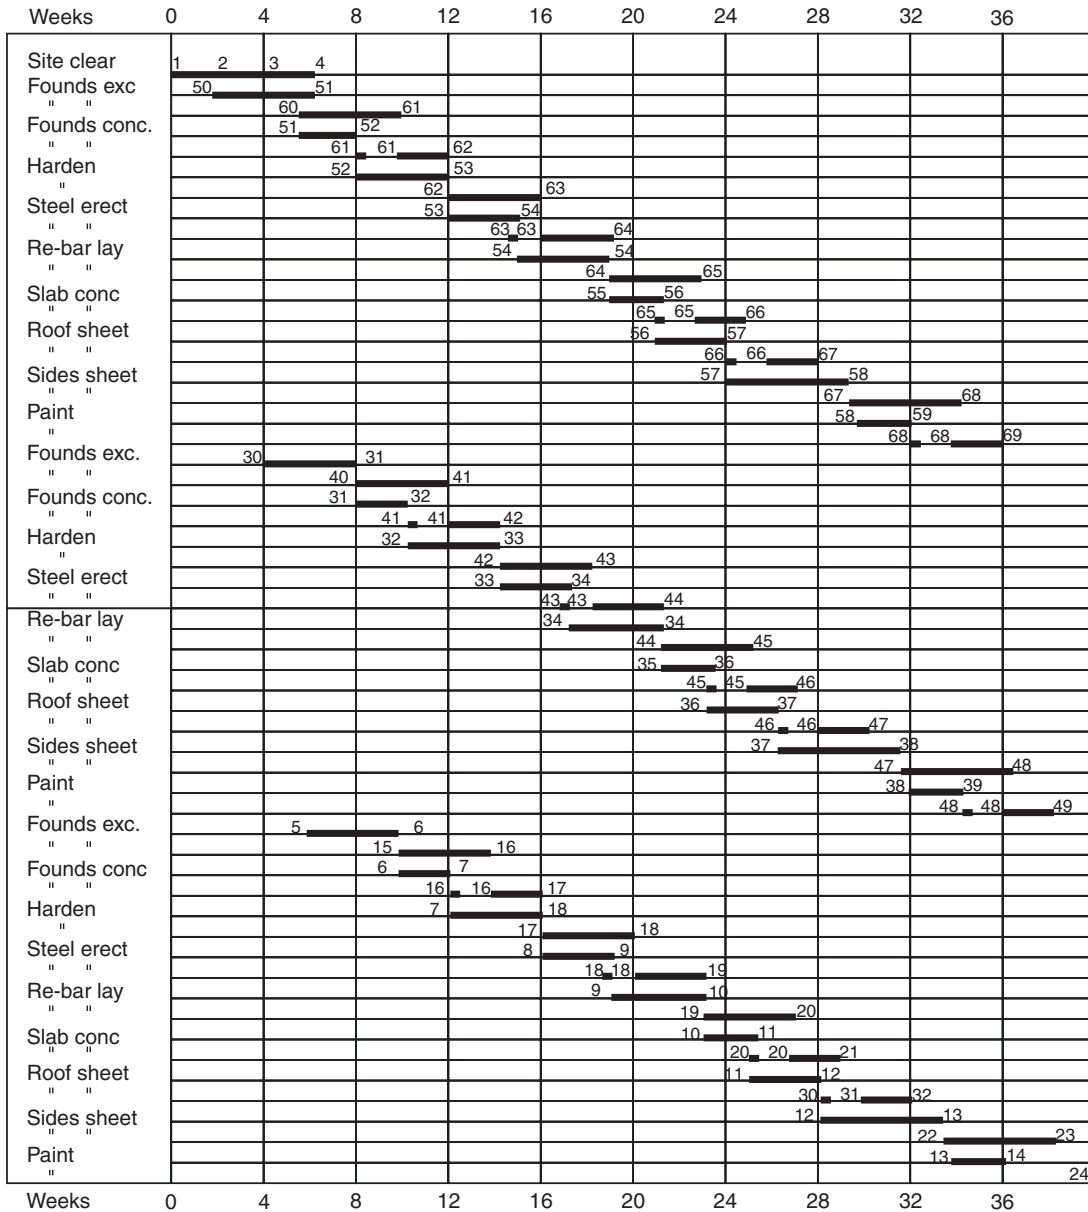 Weeks 0 4 8 12 16 20 24 28 32 36
Site clear 1 2 3 4
Founds exc 50 51
" " 60 61
Founds conc. 51 52
" " 61 61 62
Harden 52 53
" 62 63
Steel erect 53 54
" " 63 63 64
Re-bar lay 54 54
" " 64 65
Slab conc 55 56
" " 65 65 66
Roof sheet 56 57
" " 66 66 67
Sides sheet 57 58
" " 67 68
Paint 58 59
" 68 68 69
Founds exc. 30 31
" " 40 41
Founds conc. 31 32
" " 41 41 42
Harden 32 33
" 42 43
Steel erect 33 34
" " 43 43 44
Re-bar lay 34 34
" " 44 45
Slab conc 35 36
" " 45 45 46
Roof sheet 36 37
" " 46 46 47
Sides sheet 37 38
" " 47 48
Paint 38 39
" 48 48 49
Founds exc. 5 6
" " 15 16
Founds conc 6 7
" " 16 16 17
Harden 7 18
" 17 18
Steel erect 8 9
" " 18 18 19
Re-bar lay 9 10
" " 19 20
Slab conc 10 11
" " 20 20 21
Roof sheet 11 12
" " 30 31 32
Sides sheet 12 13
" " 22 23
Paint 13 14
" 24
Weeks 0 4 8 12 16 20 24 28 32 36